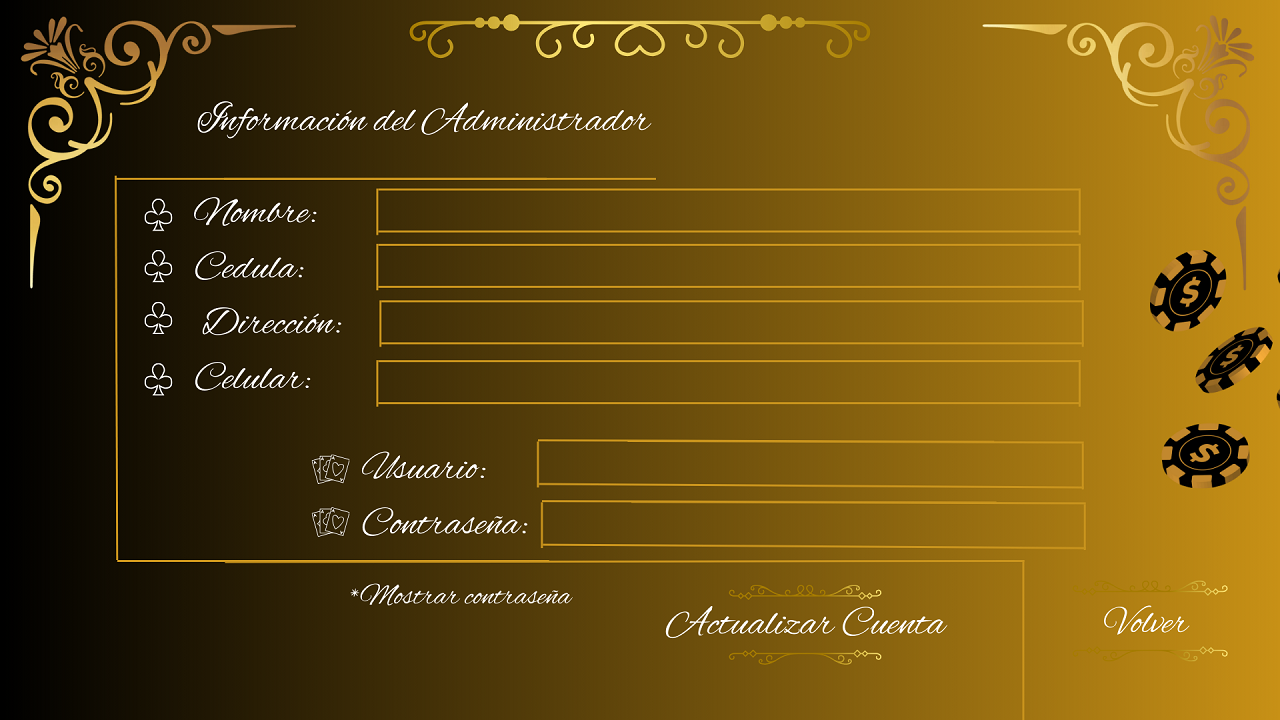 Información del Administrador
Nombre:
Cedula:
Dirección:
Celular:
Usuario:
Contraseña:
*Mostrar contraseña
Actualizar Cuenta
Volver
$
$
$